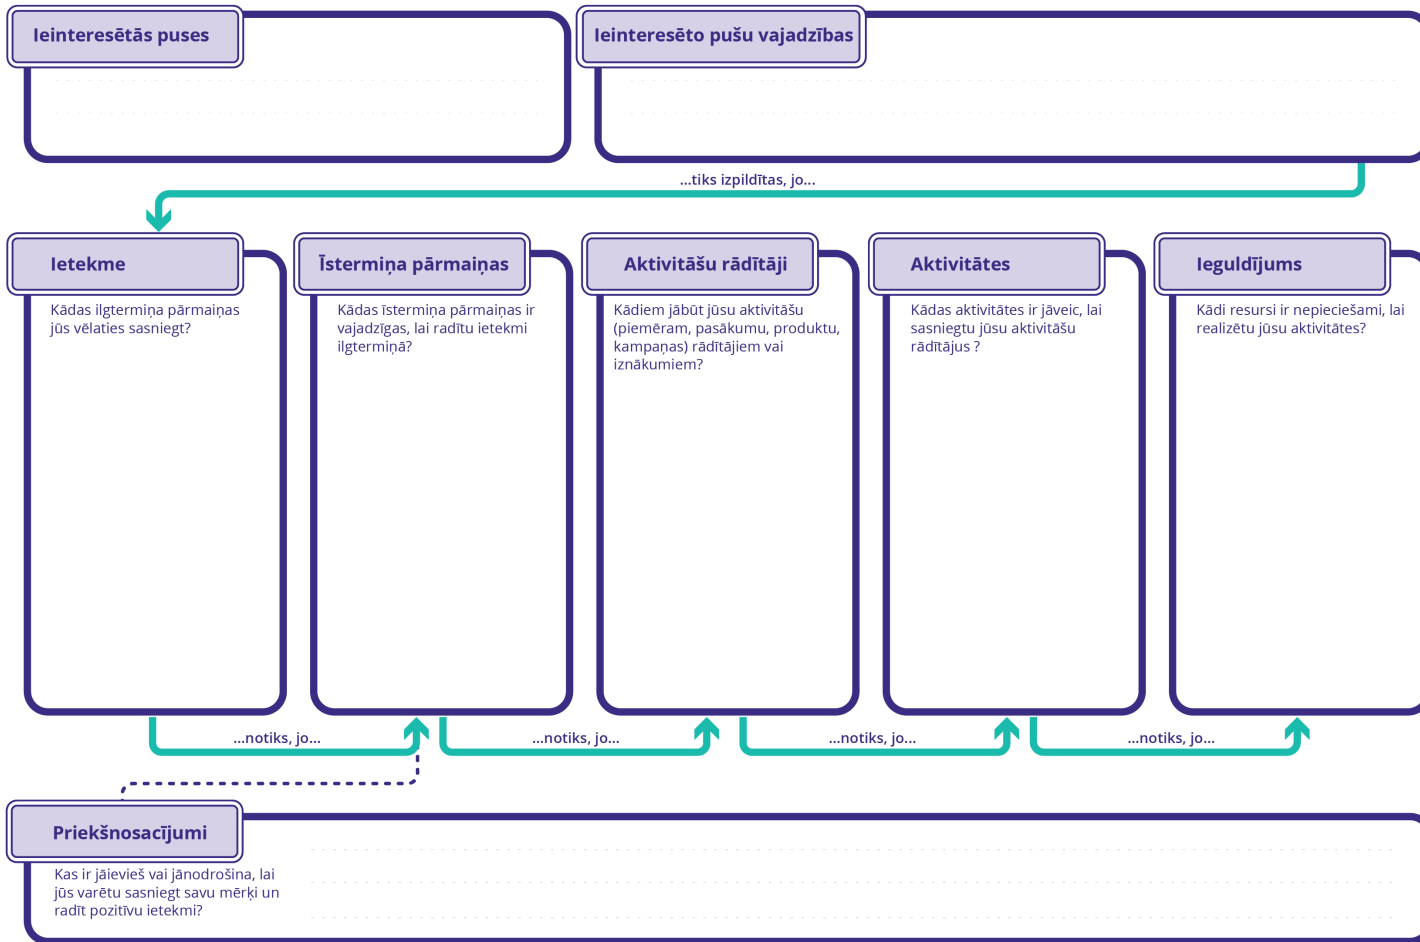 Ieinteresētās puses
Ieinteresēto pušu vajadzības
...tiks izpildītas, jo...
Ietekme
Kādas ilgtermiņa pārmaiņas
jūs vēlaties sasniegt?
Īstermiņa pārmaiņas
Kādas īstermiņa pārmaiņas ir
vajadzīgas, lai radītu ietekmi
ilgtermiņā?
Aktivitāšu rādītāji
Kādiem jābūt jūsu aktivitāšu
(piemēram, pasākumu, produktu,
kampaņas) rādītājiem vai
iznākumiem?
Aktivitātes
Kādas aktivitātes ir jāveic, lai
sasniegtu jūsu aktivitāšu
rādītājus ?
Ieguldījums
Kādi resursi ir nepieciešami, lai
realizētu jūsu aktivitātes?
...notiks, jo...
...notiks, jo...
...notiks, jo...
...notiks, jo...
Priekšnosacījumi
Kas ir jāievieš vai jānodrošina, lai
jūs varētu sasniegt savu mērķi un
radīt pozitīvu ietekmi?